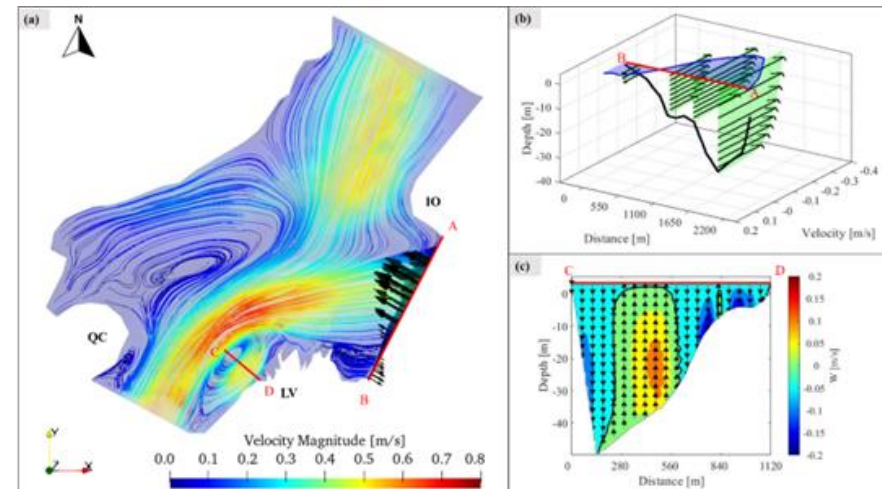 (a)
N
IO
A
QC
C
D
LV
B
Y
Z
X
Velocity Magnitude [m/s]
0.0 0.1 0.2 0.3 0.4 0.5 0.6 0.7 0.8
(b)
B
A
0
-10
-20
-30
-40
Depth [m]
0
550
1100
1650
2200
Distance [m]
0.2
0.1
-0
-0.1
-0.2
-0.3
-0.4
Velocity [m/s]
(c)
C
D
0
-10
-20
-30
-40
Depth [m]
0 280 560 840 1120
Distance [m]
0.2
0.15
0.1
0.05
0
-0.05
-0.1
-0.15
-0.2
W [m/s]